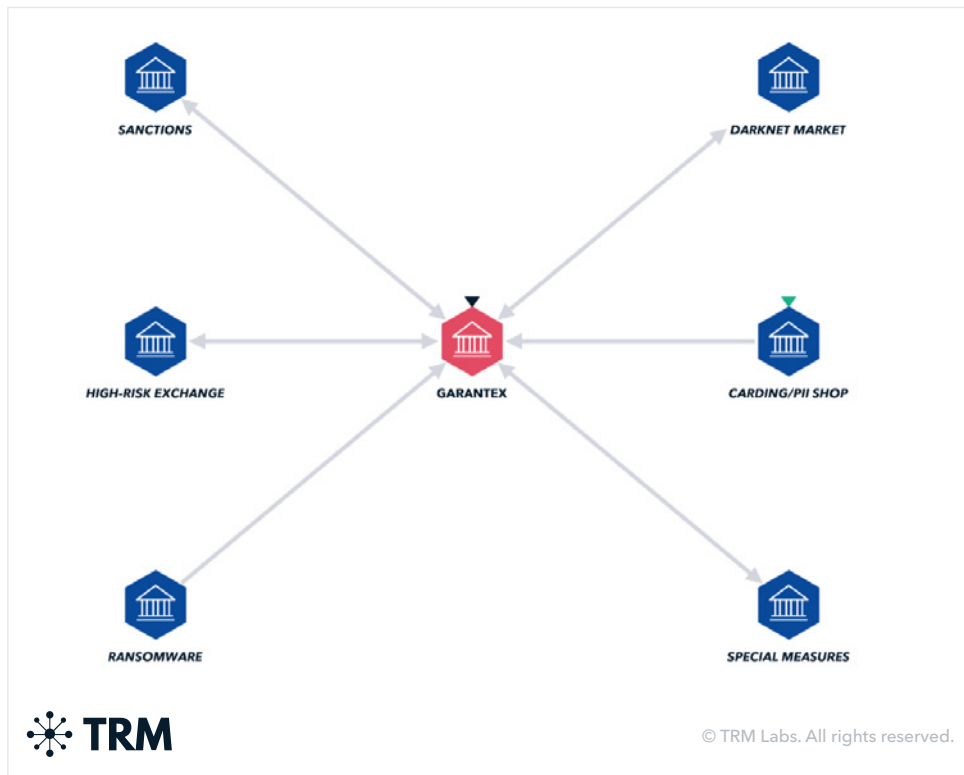 SANCTIONS
DARKNET MARKET
HIGH-RISK EXCHANGE
GARANTEX
CARDING/PII SHOP
RANSOMWARE
SPECIAL MEASURES
TRM
© TRM Labs. All rights reserved.